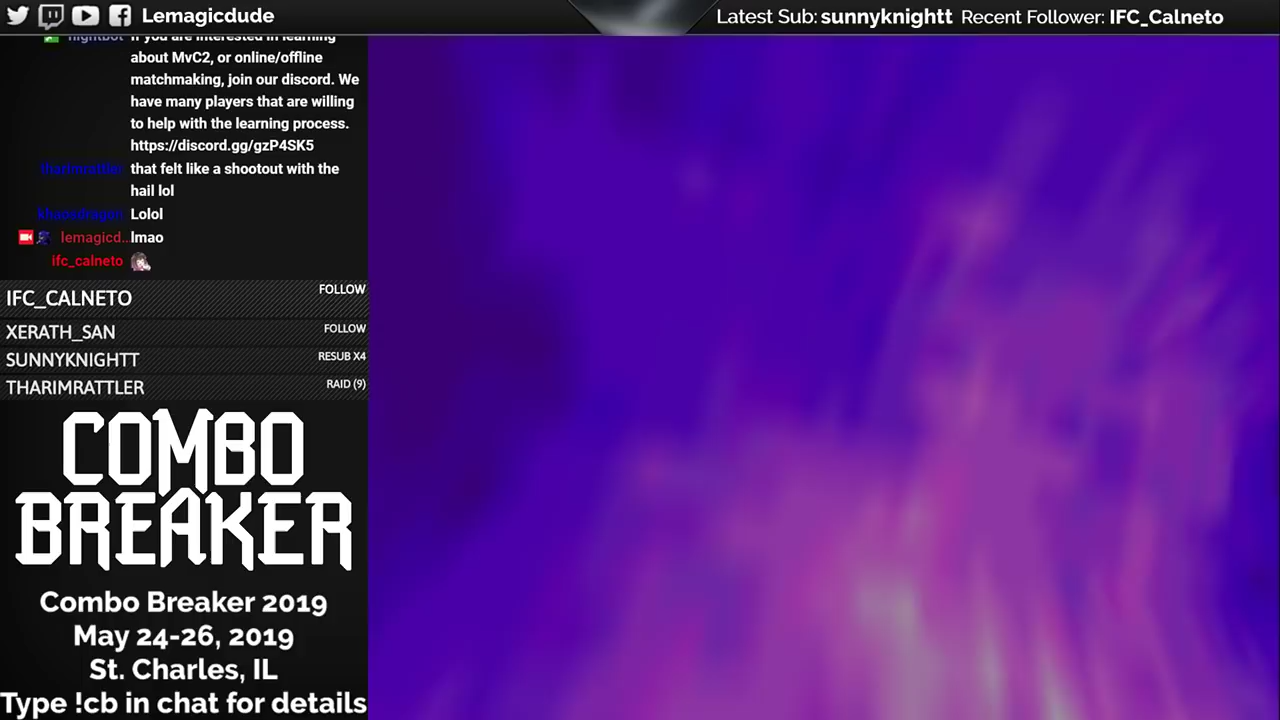 Lemagicdude
Latest Sub: sunnyknightt Recent Follower: IFC_Calneto
nightbot If you are interested in learning
about MvC2, or online/offline
matchmaking, join our discord. We
have many players that are willing
to help with the learning process.
https://discord.gg/gzP4SK5
tharimrattler that felt like a shootout with the
hail lol
khaosdragon Lolol
lemagicd... lmao
ifc_calneto
IFC_CALNETO FOLLOW
XERATH_SAN FOLLOW
SUNNYKNIGHTT RESUB X4
THARIMRATTLER RAID (9)
COMBO
BREAKER
Combo Breaker 2019
May 24-26, 2019
St. Charles, IL
Type !cb in chat for details